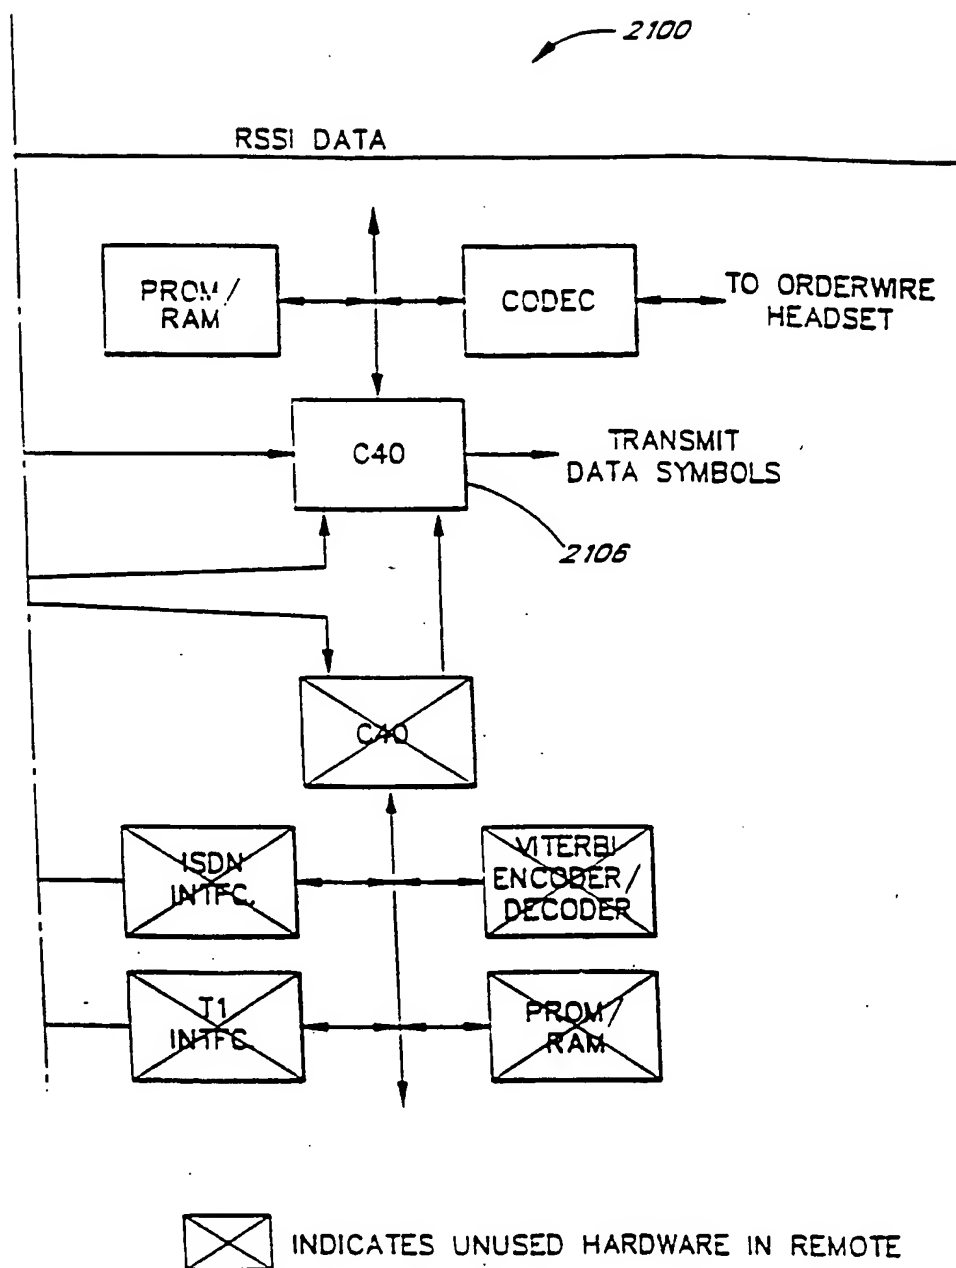 2100
RSSI DATA
PROM/
RAM
CODEC
TO ORDERWIRE
HEADSET
C40
TRANSMIT
DATA SYMBOLS
2106
C40
ISDN
INTFC.
VITERBI
ENCODER/
DECODER
T1
INTFC.
PROM/
RAM
INDICATES UNUSED HARDWARE IN REMOTE